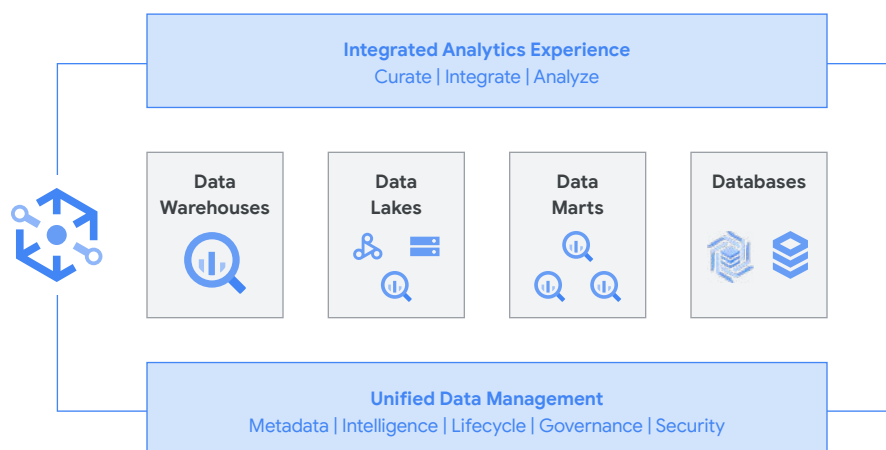 Integrated Analytics Experience
Curate | Integrate | Analyze
Data
Warehouses
Data
Lakes
Data
Marts
Databases
Unified Data Management
Metadata | Intelligence | Lifecycle | Governance | Security